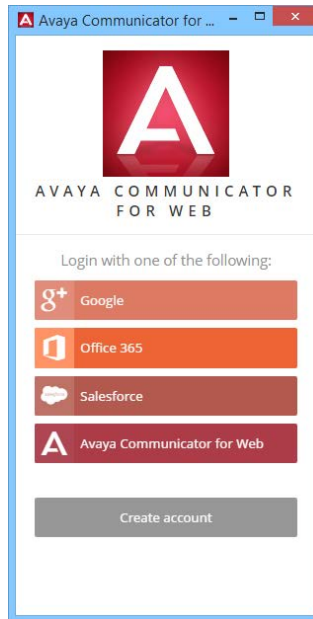 Avaya Communicator for ...
AVAYA COMMUNICATOR
FOR WEB
Login with one of the following:
g+ Google
Office 365
salesforce Salesforce
Avaya Communicator for Web
Create account